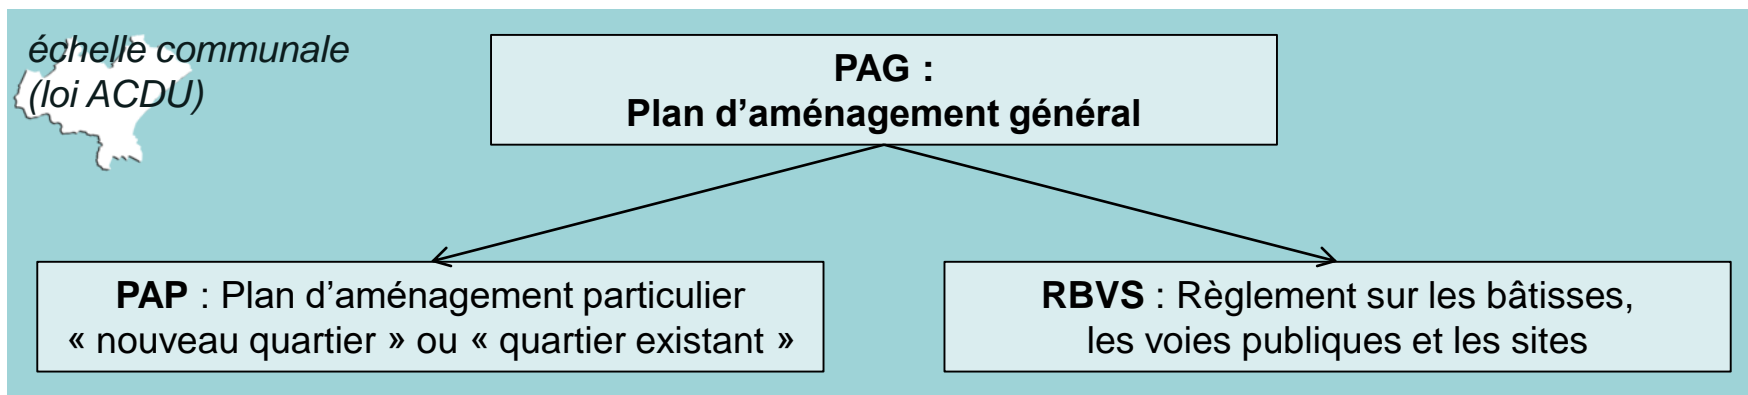 échelle communale
(loi ACDU)
PAG :
Plan d’aménagement général
PAP : Plan d’aménagement particulier
« nouveau quartier » ou « quartier existant »
RBVS : Règlement sur les bâtisses,
les voies publiques et les sites